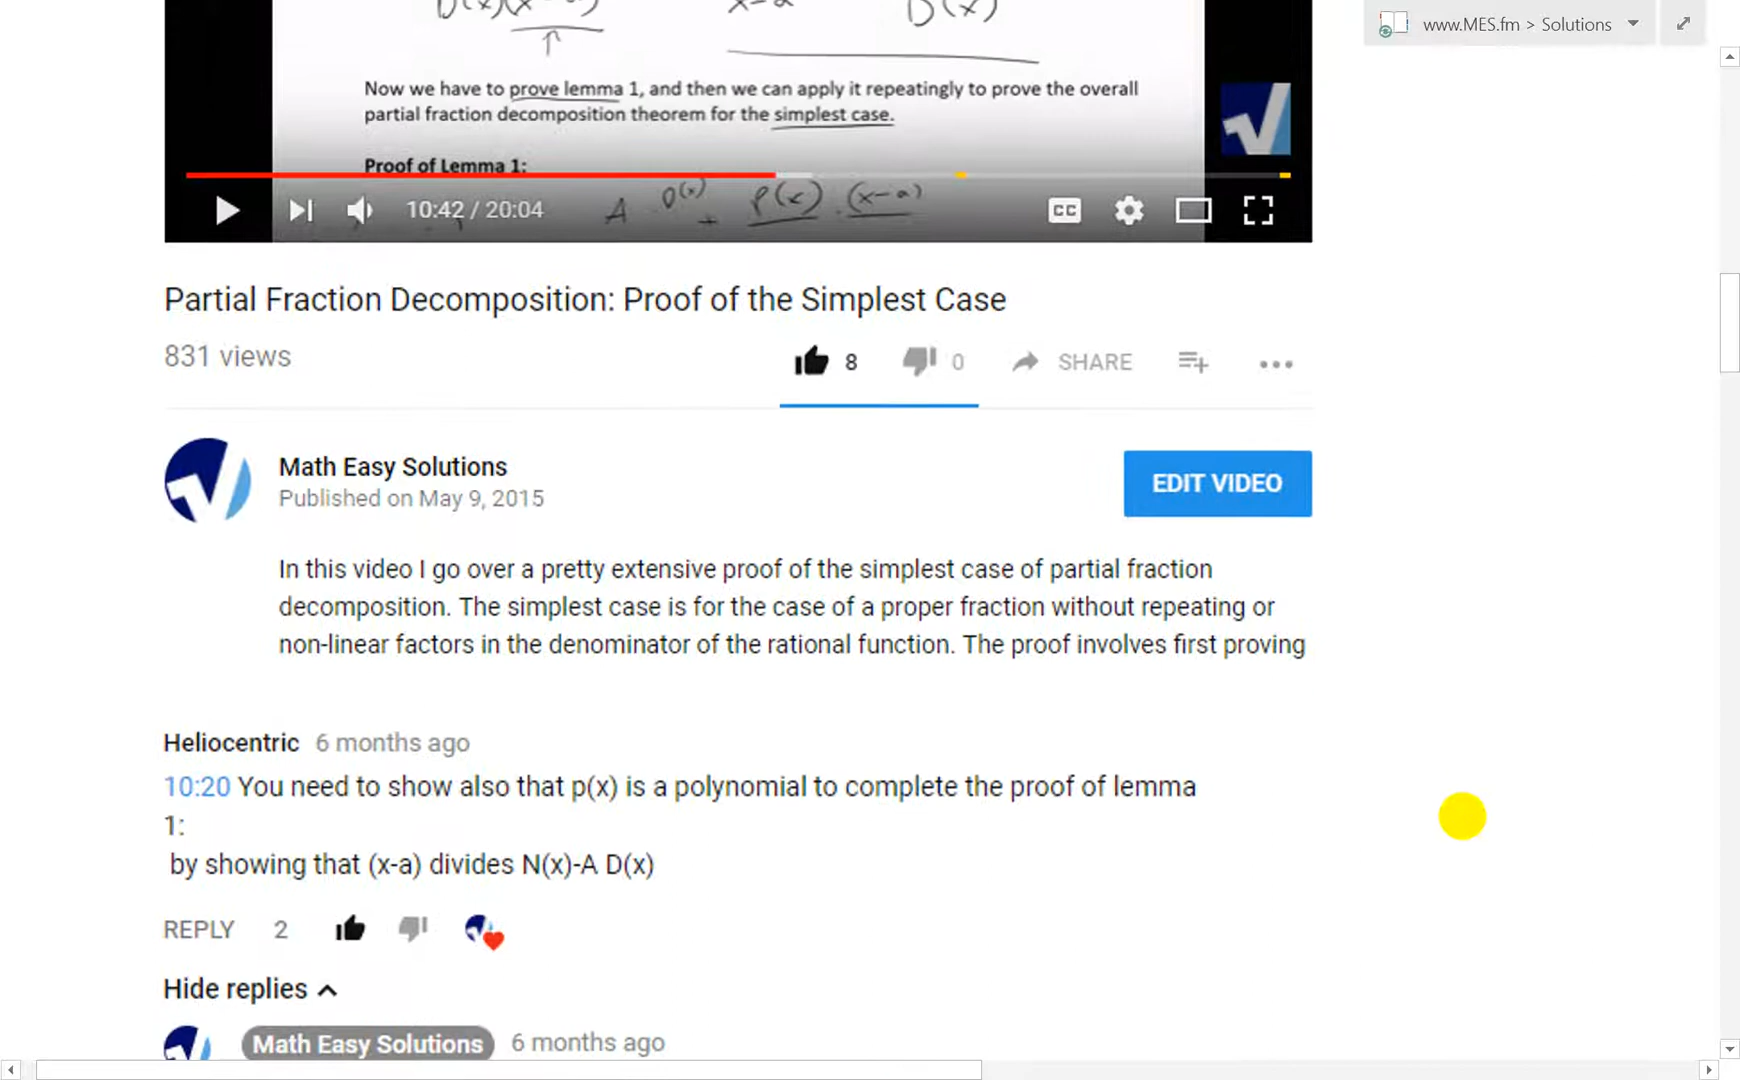 www.MES.fm > Solutions
D(x)(x-a) x-a D(x)
Now we have to prove lemma 1, and then we can apply it repeatingly to prove the overall
partial fraction decomposition theorem for the simplest case.
Proof of Lemma 1:
10:42 / 20:04
A D(x) + P(x) · (x-a)
CC
Partial Fraction Decomposition: Proof of the Simplest Case
831 views
8
0
SHARE
Math Easy Solutions
Published on May 9, 2015
EDIT VIDEO
In this video I go over a pretty extensive proof of the simplest case of partial fraction
decomposition. The simplest case is for the case of a proper fraction without repeating or
non-linear factors in the denominator of the rational function. The proof involves first proving
Heliocentric 6 months ago
10:20 You need to show also that p(x) is a polynomial to complete the proof of lemma
1:
by showing that (x-a) divides N(x)-A D(x)
REPLY 2
Hide replies
Math Easy Solutions 6 months ago